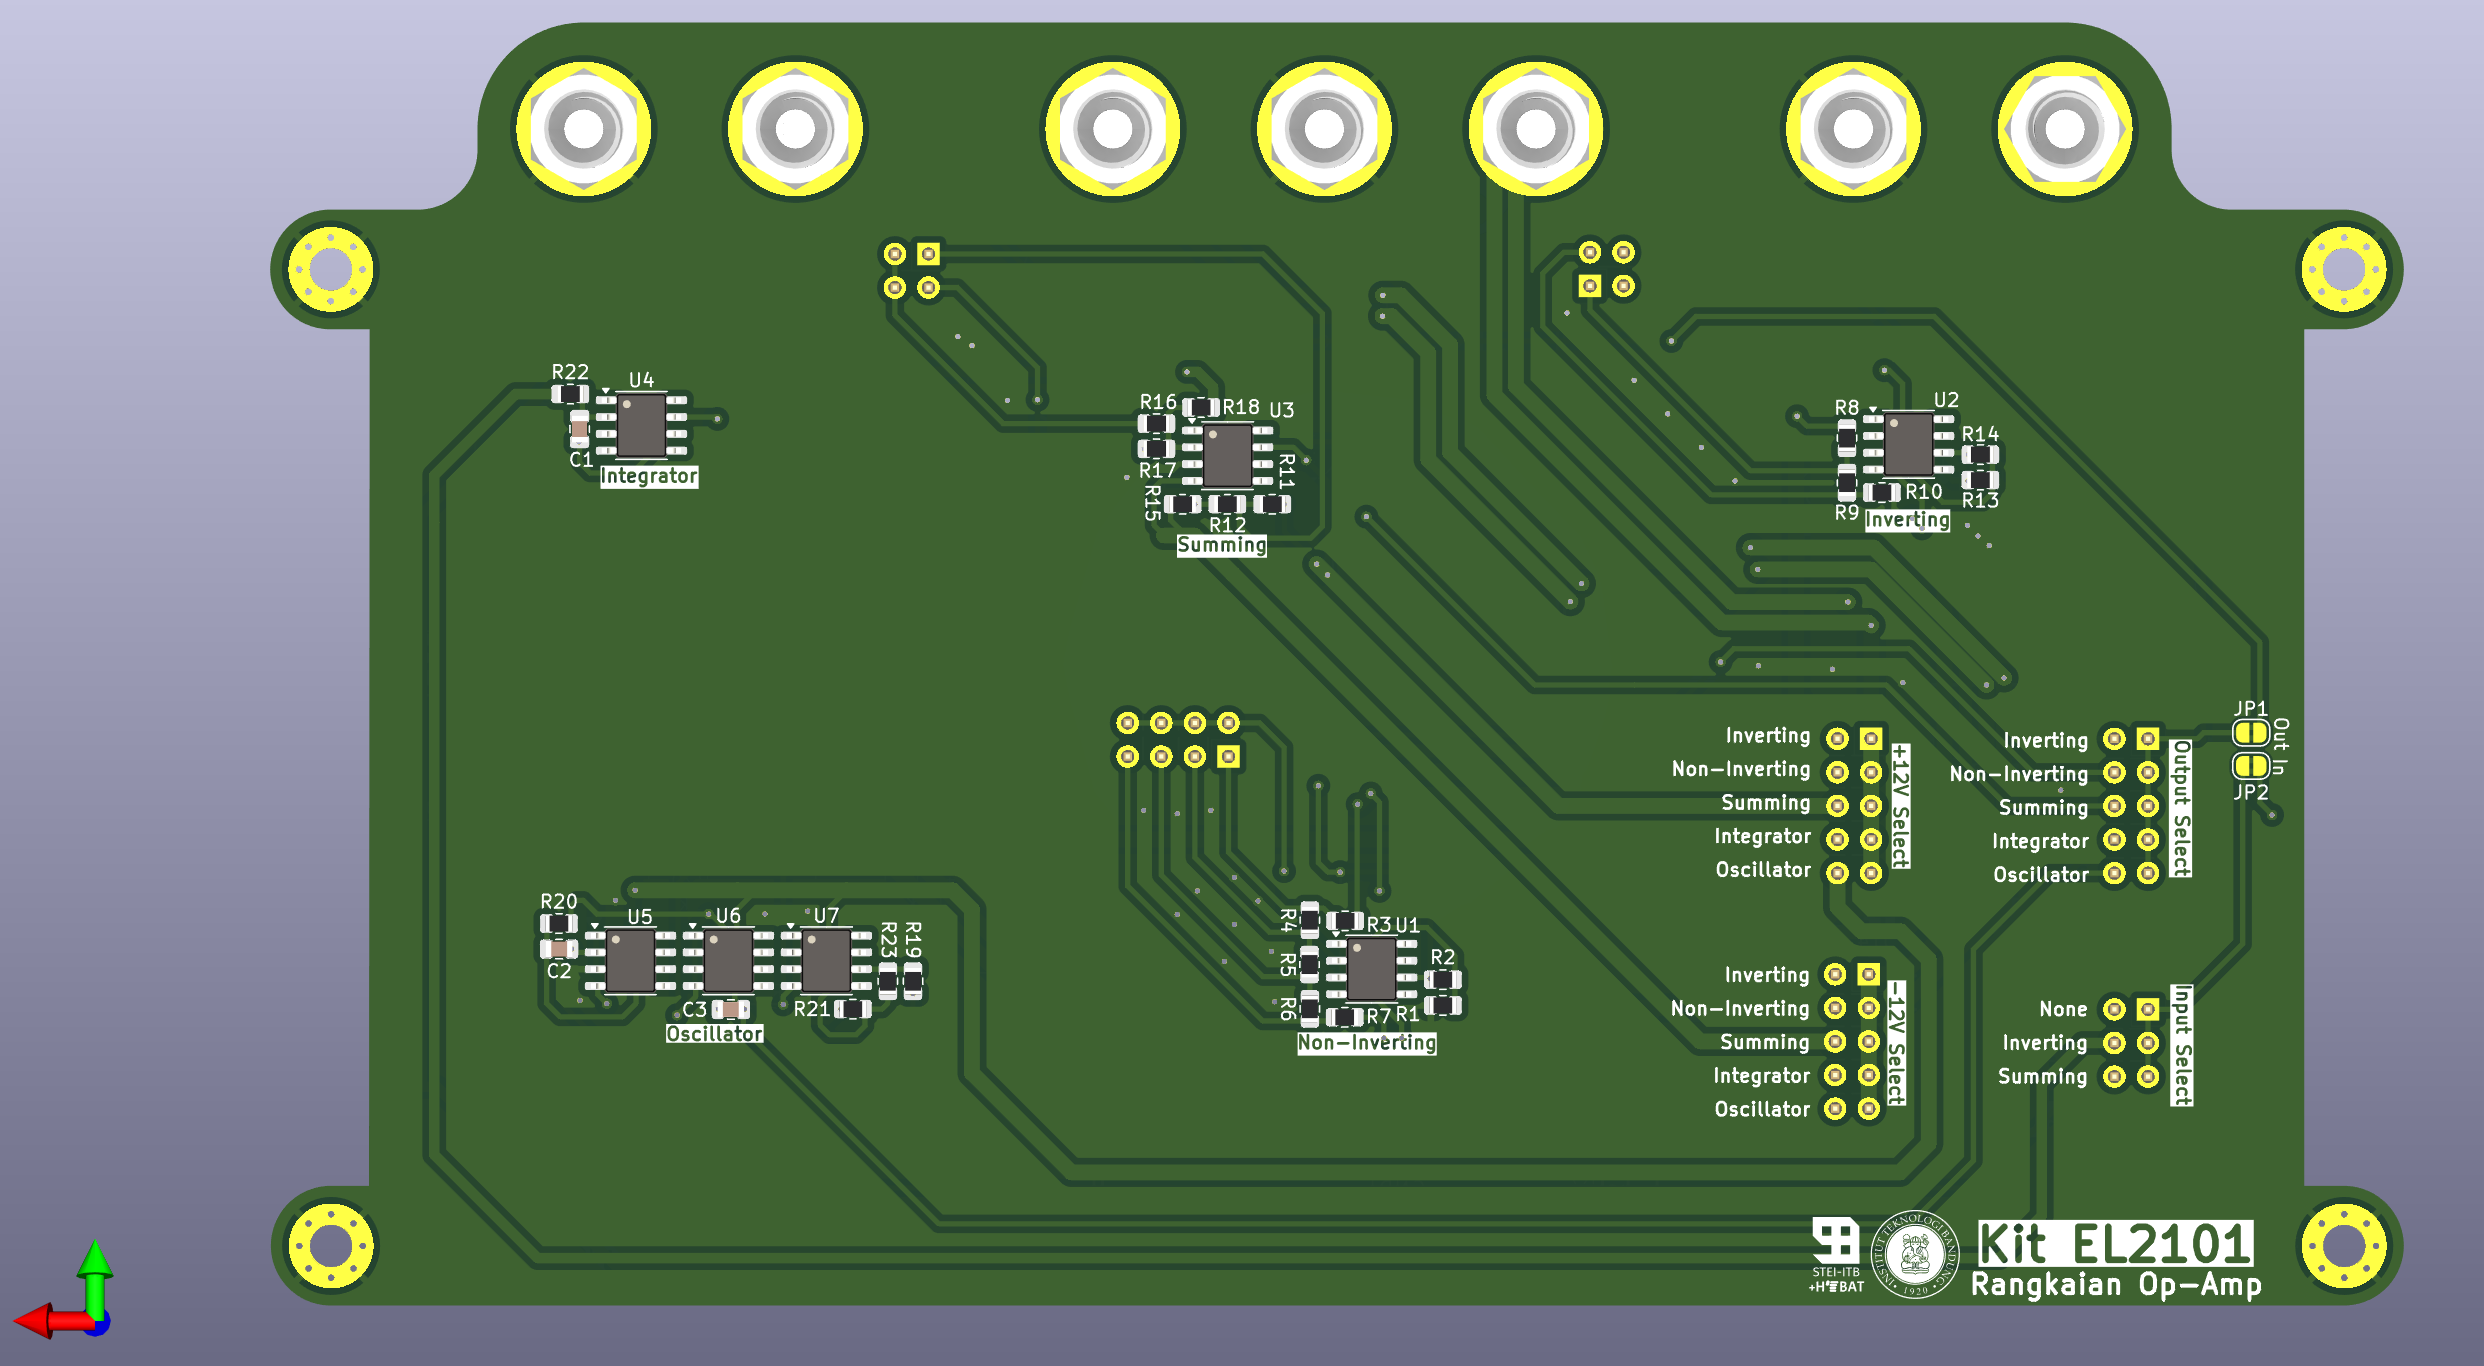 R22
U4
C1
Integrator
R16
R18
U3
R17
R11
R15
R12
Summing
R8
U2
R14
R9
R10
R13
Inverting
JP1
Out
In
JP2
Inverting
Non-Inverting
Summing
Integrator
Oscillator
+12V Select
Inverting
Non-Inverting
Summing
Integrator
Oscillator
Output Select
R20
U5
U6
U7
R23
R19
C2
C3
R21
Oscillator
R4
R3
U1
R5
R2
R6
R7
R1
Non-Inverting
Inverting
Non-Inverting
Summing
Integrator
Oscillator
-12V Select
None
Inverting
Summing
Input Select
STEI-ITB
+HEBAT
INSTITUT TEKNOLOGI BANDUNG
1920
Kit EL2101
Rangkaian Op-Amp